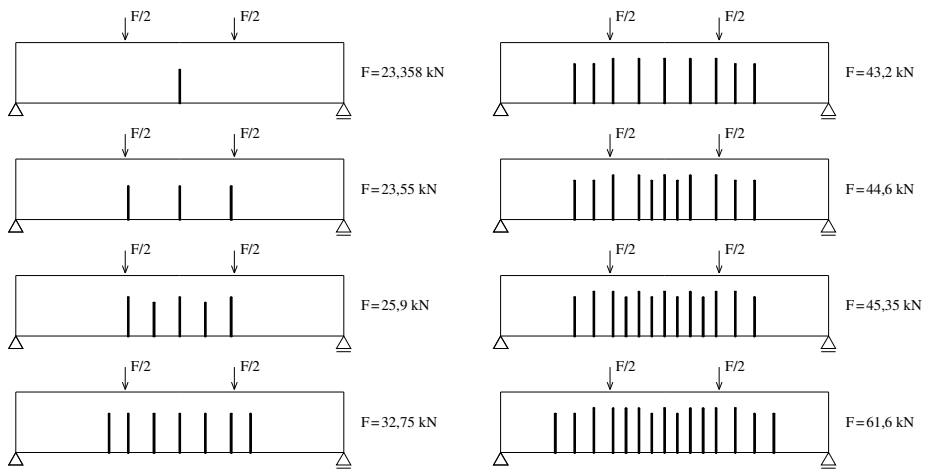 F/2 F/2
F=23,358 kN
F/2 F/2
F=23,55 kN
F/2 F/2
F=25,9 kN
F/2 F/2
F=32,75 kN
F/2 F/2
F=43,2 kN
F/2 F/2
F=44,6 kN
F/2 F/2
F=45,35 kN
F/2 F/2
F=61,6 kN